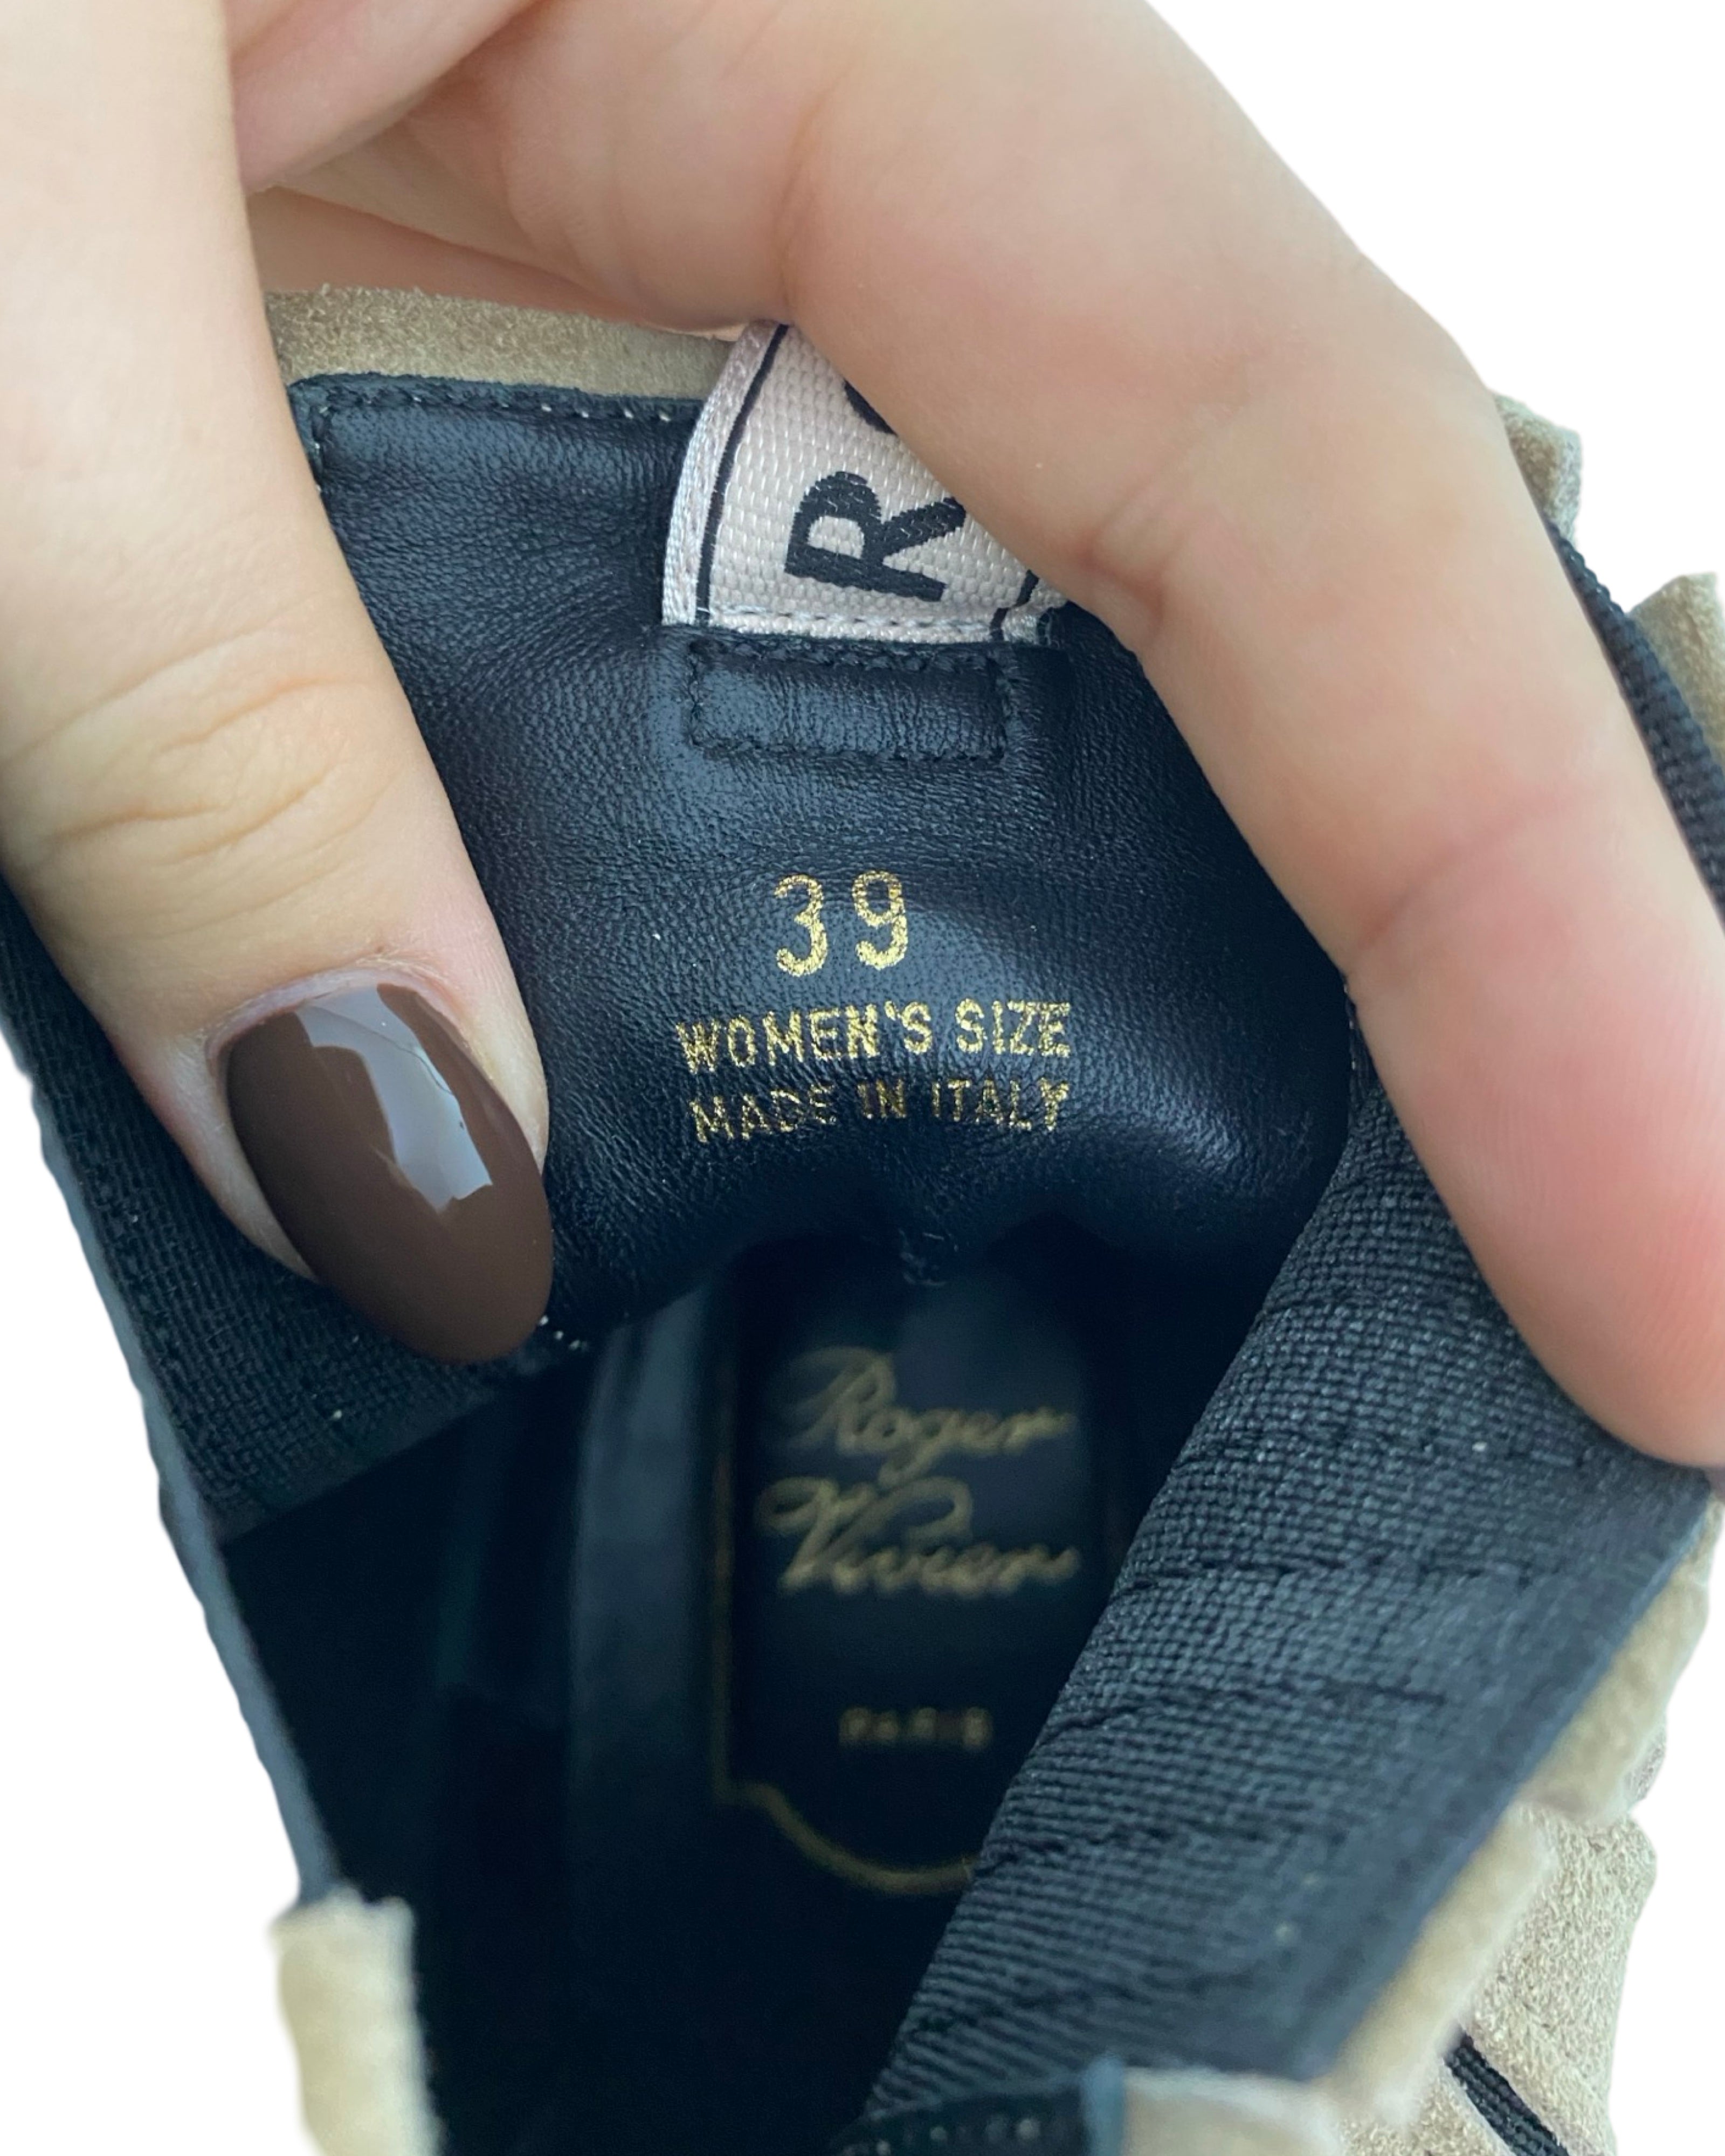 R
39
WOMEN'S SIZE
MADE IN ITALY
Roger
Vivier
PARIS